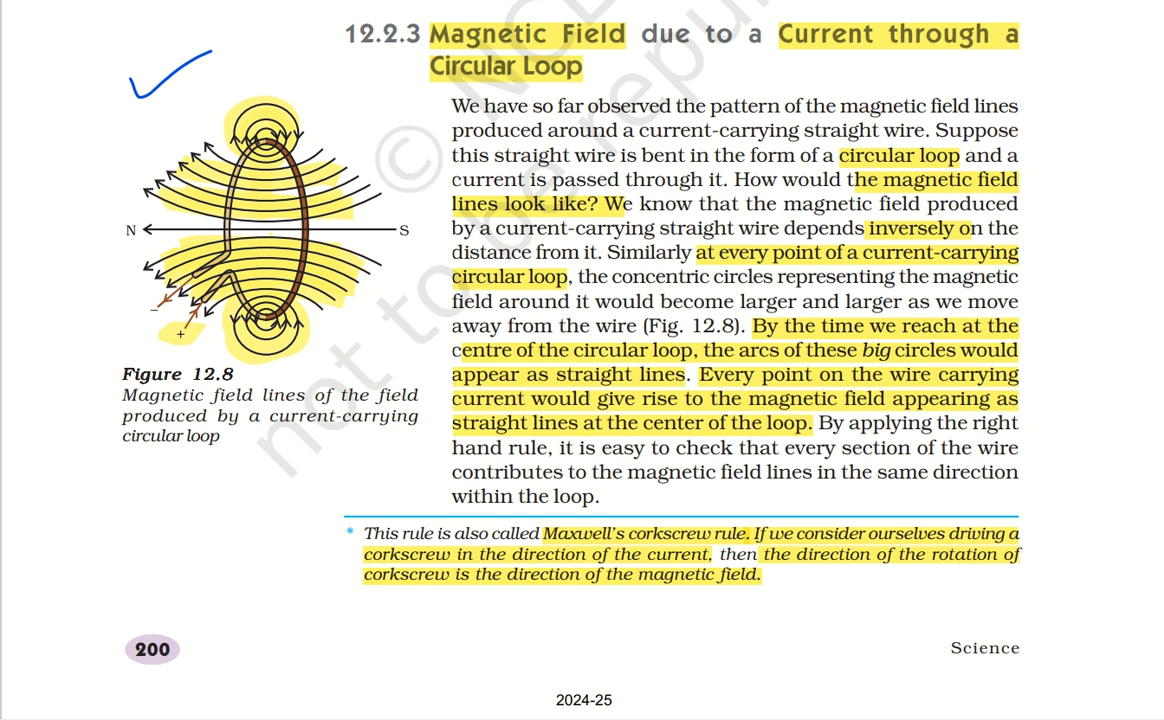 12.2.3 Magnetic Field due to a Current through a
Circular Loop
We have so far observed the pattern of the magnetic field lines
produced around a current-carrying straight wire. Suppose
this straight wire is bent in the form of a circular loop and a
current is passed through it. How would the magnetic field
lines look like? We know that the magnetic field produced
by a current-carrying straight wire depends inversely on the
distance from it. Similarly at every point of a current-carrying
circular loop, the concentric circles representing the magnetic
field around it would become larger and larger as we move
away from the wire (Fig. 12.8). By the time we reach at the
centre of the circular loop, the arcs of these big circles would
appear as straight lines. Every point on the wire carrying
current would give rise to the magnetic field appearing as
straight lines at the center of the loop. By applying the right
hand rule, it is easy to check that every section of the wire
contributes to the magnetic field lines in the same direction
within the loop.
N
S
–
+
Figure 12.8
Magnetic field lines of the field
produced by a current-carrying
circular loop
* This rule is also called Maxwell's corkscrew rule. If we consider ourselves driving a
corkscrew in the direction of the current, then the direction of the rotation of
corkscrew is the direction of the magnetic field.
200
Science
2024-25
not to be repu
© NCE